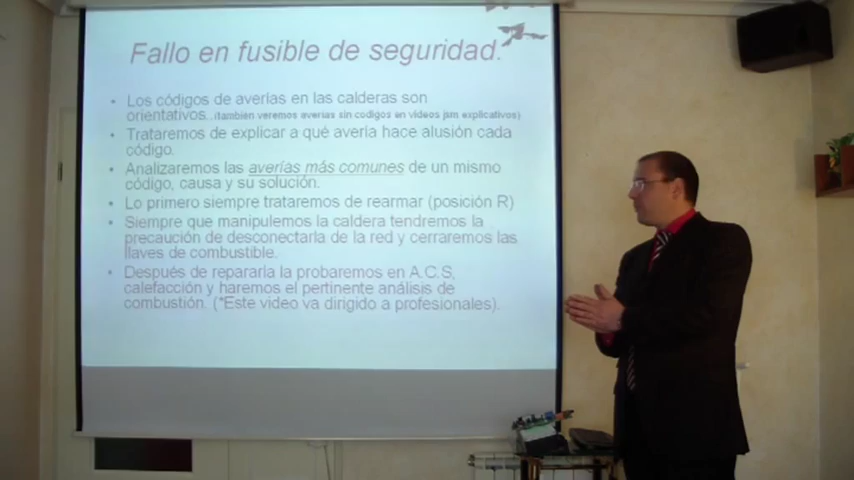 Fallo en fusible de seguridad.
• Los códigos de averías en las calderas son
orientativos..(también veremos averías sin codigos en vídeos jsm explicativos)
• Trataremos de explicar a qué avería hace alusión cada
código.
• Analizaremos las averías más comunes de un mismo
código, causa y su solución.
• Lo primero siempre trataremos de rearmar (posición R)
• Siempre que manipulemos la caldera tendremos la
precaución de desconectarla de la red y cerraremos las
llaves de combustible.
• Después de repararla la probaremos en A.C.S,
calefacción y haremos el pertinente análisis de
combustión. (*Este video va dirigido a profesionales).